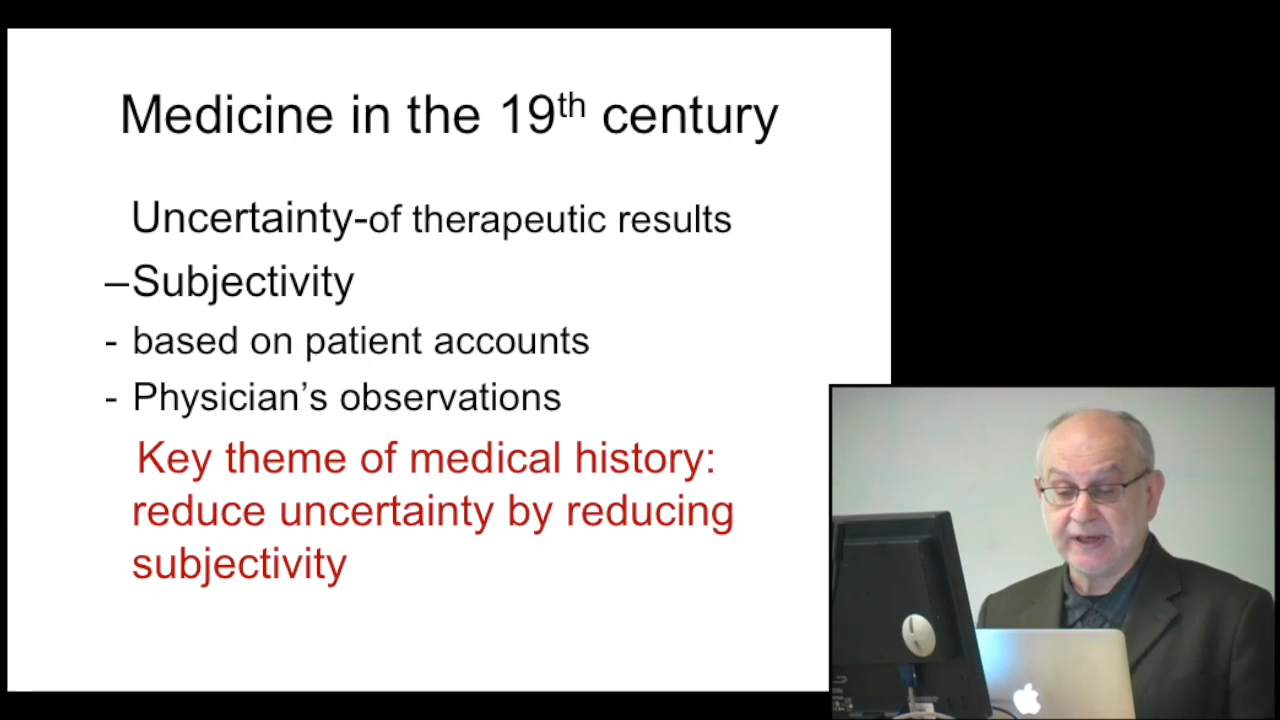 Medicine in the 19th century
Uncertainty-of therapeutic results
–Subjectivity
- based on patient accounts
- Physician’s observations
Key theme of medical history:
reduce uncertainty by reducing
subjectivity